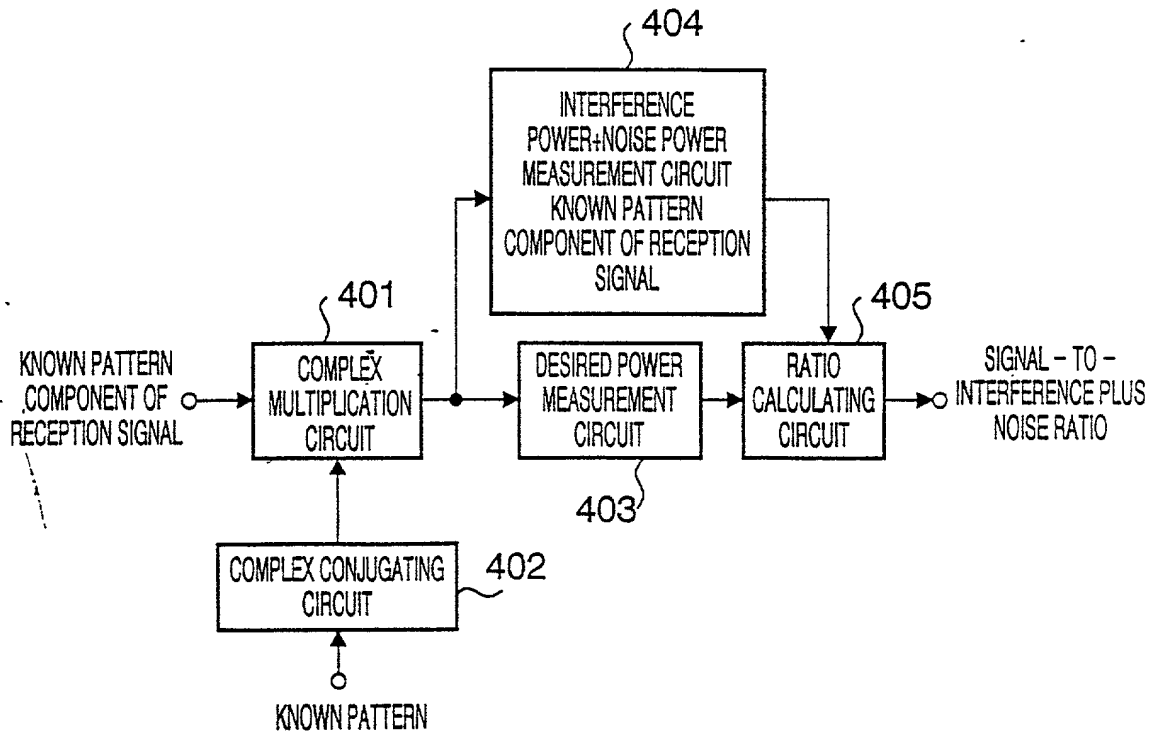 404
INTERFERENCE
POWER+NOISE POWER
MEASUREMENT CIRCUIT
KNOWN PATTERN
COMPONENT OF RECEPTION
SIGNAL
401
405
KNOWN PATTERN
COMPONENT OF
RECEPTION SIGNAL
COMPLEX
MULTIPLICATION
CIRCUIT
DESIRED POWER
MEASUREMENT
CIRCUIT
RATIO
CALCULATING
CIRCUIT
SIGNAL - TO -
INTERFERENCE PLUS
NOISE RATIO
403
COMPLEX CONJUGATING
CIRCUIT
402
KNOWN PATTERN